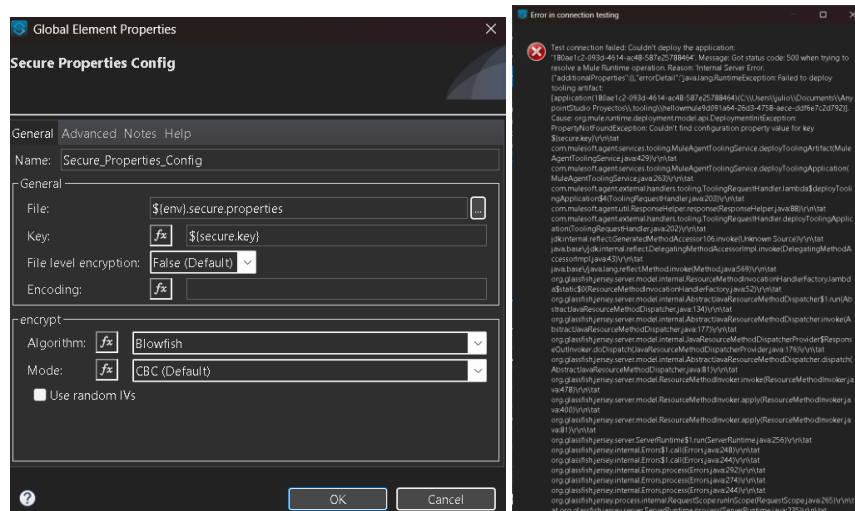 Global Element Properties
Secure Properties Config
General Advanced Notes Help
Name: Secure_Properties_Config
General
File: ${env}.secure.properties ...
Key: fx ${secure.key}
File level encryption: False (Default)
Encoding: fx
encrypt
Algorithm: fx Blowfish
Mode: fx CBC (Default)
Use random IVs
? OK Cancel
Error in connection testing
Test connection failed: Couldn't deploy the application:
'180ae1c2-093d-4614-ac48-587e25788464'. Message: Got status code: 500 when trying to
resolve a Mule Runtime operation. Reason: 'Internal Server Error.
{"additionalProperties":{},"errorDetail":"java.lang.RuntimeException: Failed to deploy
tooling artifact:
[application(180ae1c2-093d-4614-ac48-587e25788464)(C:\\Users\\julio\\Documents\\Any
pointStudio Proyectos\\.tooling\\hellowmule9d091a64-26d3-4758-aece-ddf6e7c2d792)].
Cause: org.mule.runtime.deployment.model.api.DeploymentInitException:
PropertyNotFoundException: Couldn't find configuration property value for key
${secure.key}\r\n\tat
com.mulesoft.agent.services.tooling.MuleAgentToolingService.deployToolingArtifact(Mule
AgentToolingService.java:429)\r\n\tat
com.mulesoft.agent.services.tooling.MuleAgentToolingService.deployToolingApplication(
MuleAgentToolingService.java:263)\r\n\tat
com.mulesoft.agent.external.handlers.tooling.ToolingRequestHandler.lambda$deployTooli
ngApplication$4(ToolingRequestHandler.java:203)\r\n\tat
com.mulesoft.agent.util.ResponseHelper.response(ResponseHelper.java:88)\r\n\tat
com.mulesoft.agent.external.handlers.tooling.ToolingRequestHandler.deployToolingApplic
ation(ToolingRequestHandler.java:202)\r\n\tat
jdk.internal.reflect.GeneratedMethodAccessor106.invoke(Unknown Source)\r\n\tat
java.base\/jdk.internal.reflect.DelegatingMethodAccessorImpl.invoke(DelegatingMethodA
ccessorImpl.java:43)\r\n\tat
java.base\/java.lang.reflect.Method.invoke(Method.java:569)\r\n\tat
org.glassfish.jersey.server.model.internal.ResourceMethodInvocationHandlerFactory.lambd
a$static$0(ResourceMethodInvocationHandlerFactory.java:52)\r\n\tat
org.glassfish.jersey.server.model.internal.AbstractJavaResourceMethodDispatcher$1.run(Ab
stractJavaResourceMethodDispatcher.java:134)\r\n\tat
org.glassfish.jersey.server.model.internal.AbstractJavaResourceMethodDispatcher.invoke(A
bstractJavaResourceMethodDispatcher.java:177)\r\n\tat
org.glassfish.jersey.server.model.internal.JavaResourceMethodDispatcherProvider$Respons
eOutInvoker.doDispatch(JavaResourceMethodDispatcherProvider.java:176)\r\n\tat
org.glassfish.jersey.server.model.internal.AbstractJavaResourceMethodDispatcher.dispatch(
AbstractJavaResourceMethodDispatcher.java:81)\r\n\tat
org.glassfish.jersey.server.model.ResourceMethodInvoker.invoke(ResourceMethodInvoker.ja
va:478)\r\n\tat
org.glassfish.jersey.server.model.ResourceMethodInvoker.apply(ResourceMethodInvoker.ja
va:400)\r\n\tat
org.glassfish.jersey.server.model.ResourceMethodInvoker.apply(ResourceMethodInvoker.ja
va:81)\r\n\tat
org.glassfish.jersey.server.ServerRuntime$1.run(ServerRuntime.java:256)\r\n\tat
org.glassfish.jersey.internal.Errors$1.call(Errors.java:248)\r\n\tat
org.glassfish.jersey.internal.Errors$1.call(Errors.java:244)\r\n\tat
org.glassfish.jersey.internal.Errors.process(Errors.java:292)\r\n\tat
org.glassfish.jersey.internal.Errors.process(Errors.java:274)\r\n\tat
org.glassfish.jersey.internal.Errors.process(Errors.java:244)\r\n\tat
org.glassfish.jersey.process.internal.RequestScope.runInScope(RequestScope.java:265)\r\n\t
at org.glassfish.jersey.server.ServerRuntime.process(ServerRuntime.java:235)\r\n\tat